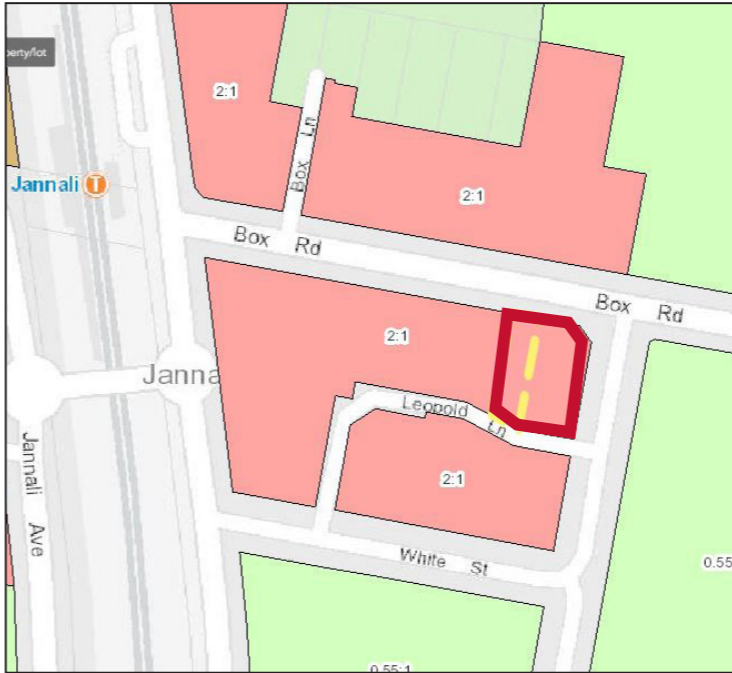 perty/lot
2:1
Jannali T
Box Ln
2:1
Box Rd
Box Rd
2:1
Janna
Leopold Ln
2:1
Jannali Ave
White St
0.55
0.55:1